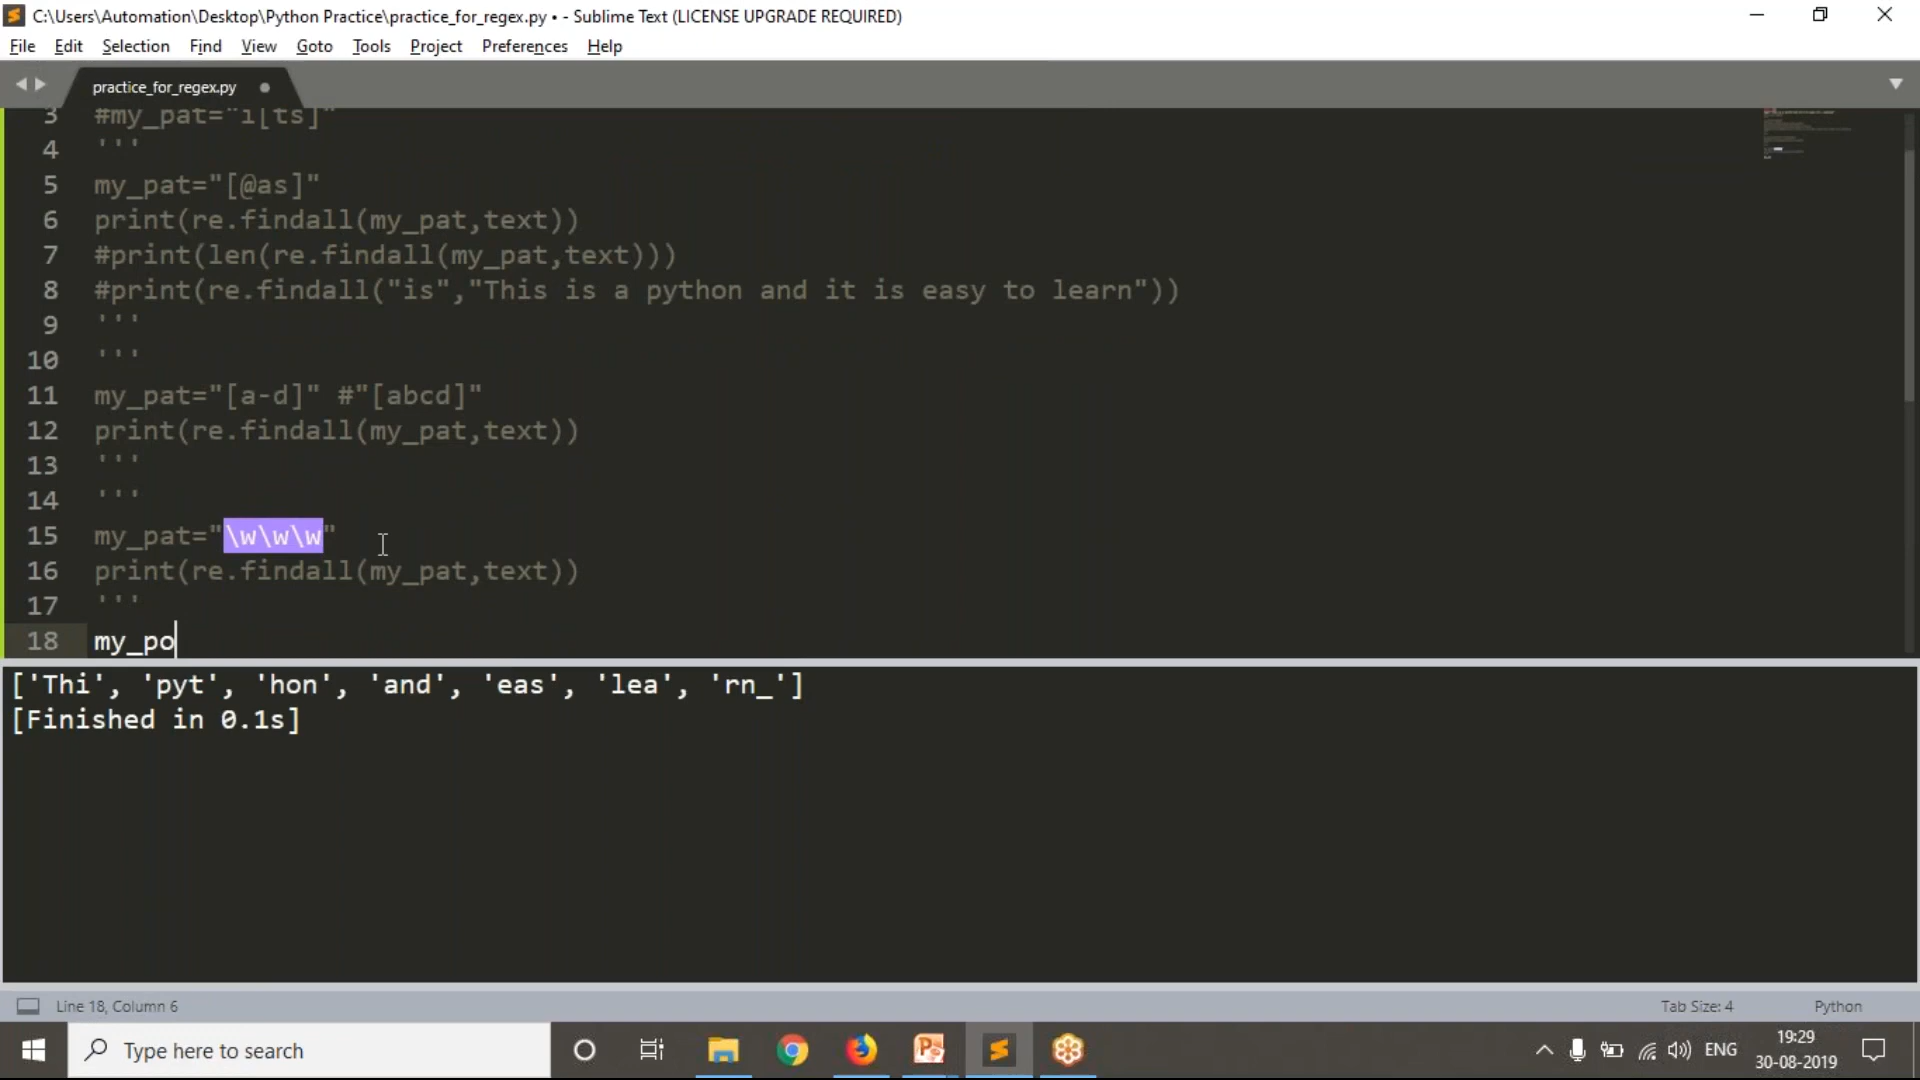 C:\Users\Automation\Desktop\Python Practice\practice_for_regex.py • - Sublime Text (LICENSE UPGRADE REQUIRED)
File Edit Selection Find View Goto Tools Project Preferences Help
practice_for_regex.py
3 #my_pat="i[ts]"
4 '''
5 my_pat="[@as]"
6 print(re.findall(my_pat,text))
7 #print(len(re.findall(my_pat,text)))
8 #print(re.findall("is","This is a python and it is easy to learn"))
9 '''
10 '''
11 my_pat="[a-d]" #"[abcd]"
12 print(re.findall(my_pat,text))
13 '''
14 '''
15 my_pat="\w\w\w"
16 print(re.findall(my_pat,text))
17 '''
18 my_po
['Thi', 'pyt', 'hon', 'and', 'eas', 'lea', 'rn_']
[Finished in 0.1s]
Line 18, Column 6 Tab Size: 4 Python
Type here to search ENG 19:29
30-08-2019